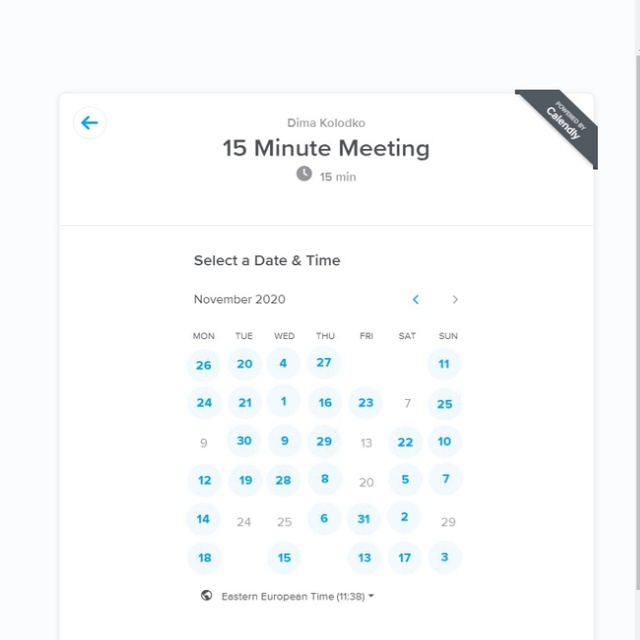 POWERED BY
Calendly
Dima Kolodko
15 Minute Meeting
15 min
Select a Date & Time
November 2020
MON TUE WED THU FRI SAT SUN
26 20 4 27 11
24 21 1 16 23 7 25
9 30 9 29 13 22 10
12 19 28 8 20 5 7
14 24 25 6 31 2 29
18 15 13 17 3
Eastern European Time (11:38)